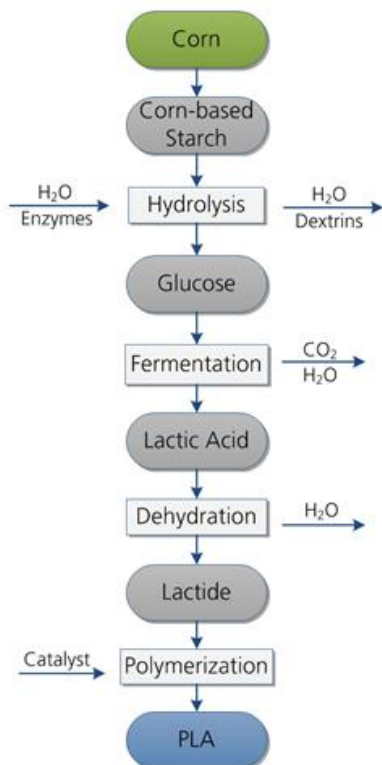 Corn
Corn-based
Starch
H₂O
Enzymes
Hydrolysis
H₂O
Dextrins
Glucose
Fermentation
CO₂
H₂O
Lactic Acid
Dehydration
H₂O
Lactide
Catalyst
Polymerization
PLA